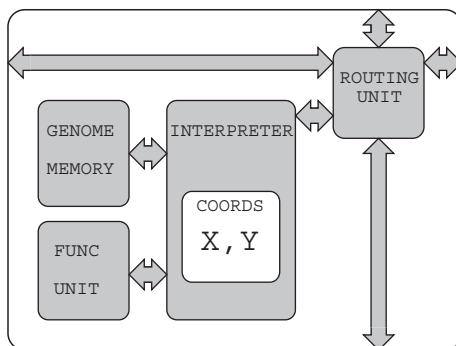 ROUTING
UNIT
GENOME
MEMORY
INTERPRETER
COORDS
X,Y
FUNC
UNIT